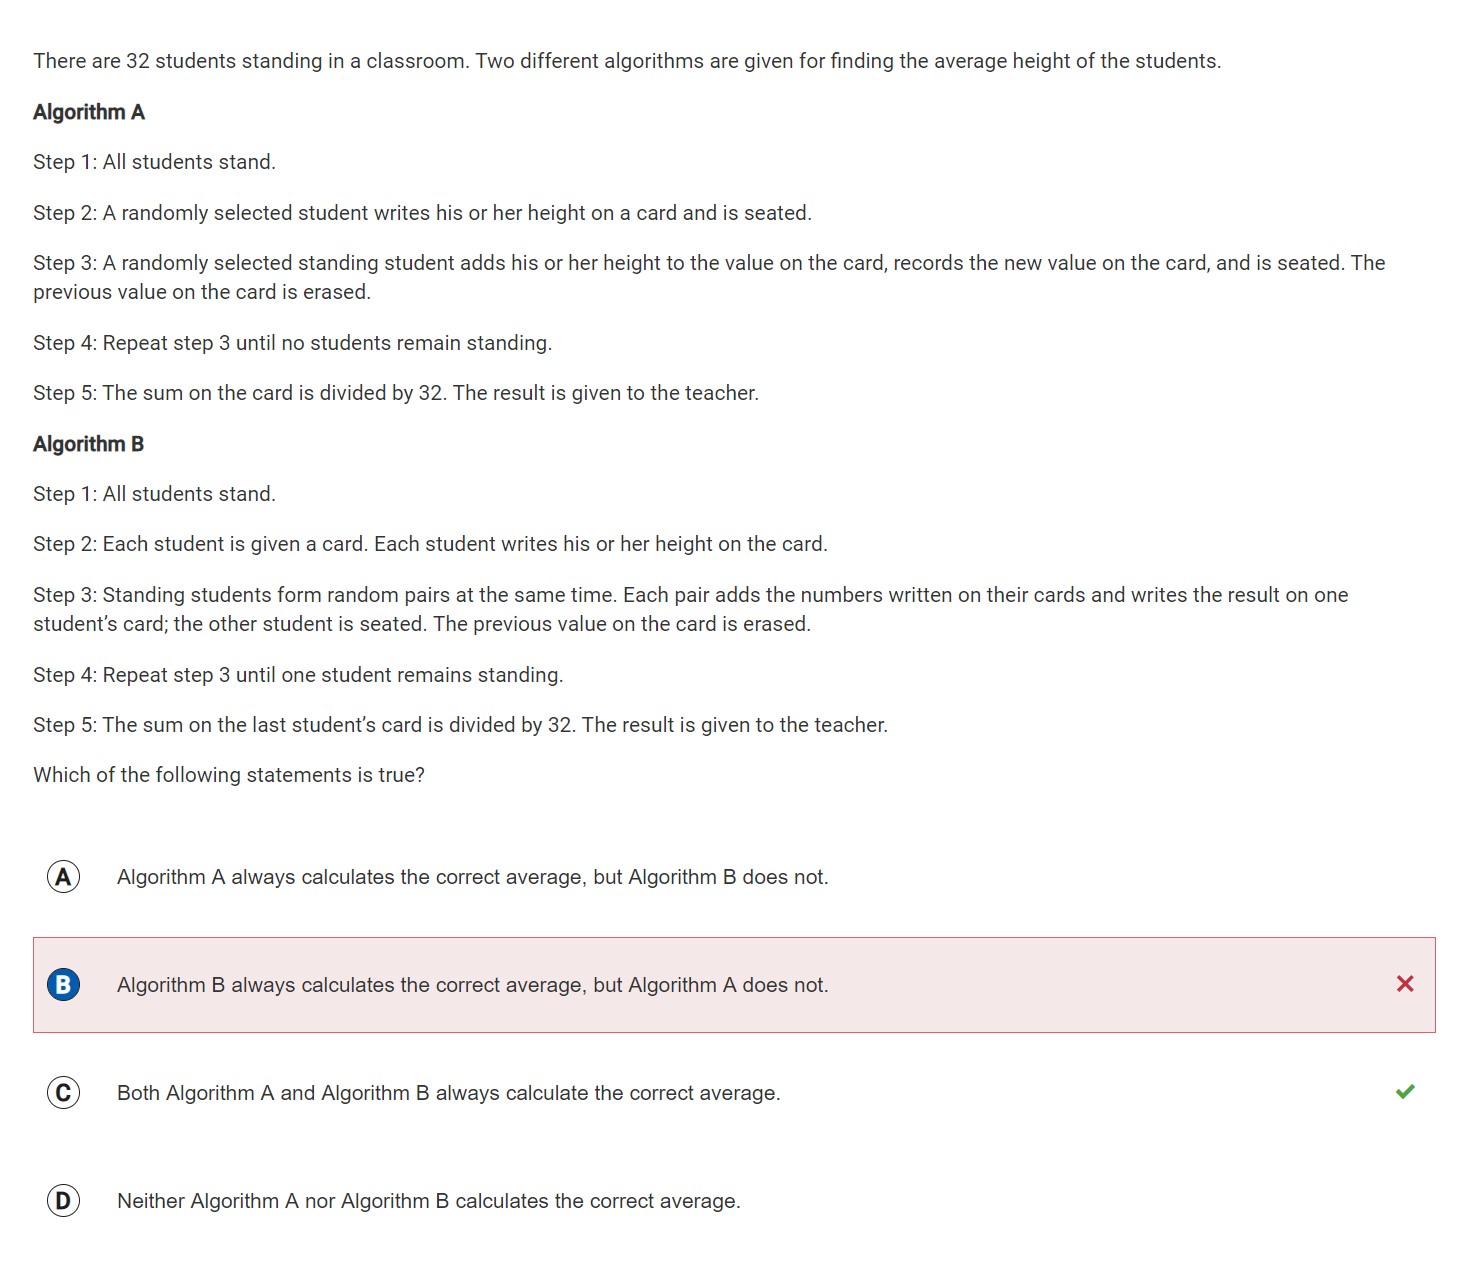 There are 32 students standing in a classroom. Two different algorithms are given for finding the average height of the students.
Algorithm A
Step 1: All students stand.
Step 2: A randomly selected student writes his or her height on a card and is seated.
Step 3: A randomly selected standing student adds his or her height to the value on the card, records the new value on the card, and is seated. The
previous value on the card is erased.
Step 4: Repeat step 3 until no students remain standing.
Step 5: The sum on the card is divided by 32. The result is given to the teacher.
Algorithm B
Step 1: All students stand.
Step 2: Each student is given a card. Each student writes his or her height on the card.
Step 3: Standing students form random pairs at the same time. Each pair adds the numbers written on their cards and writes the result on one
student’s card; the other student is seated. The previous value on the card is erased.
Step 4: Repeat step 3 until one student remains standing.
Step 5: The sum on the last student’s card is divided by 32. The result is given to the teacher.
Which of the following statements is true?
A Algorithm A always calculates the correct average, but Algorithm B does not.
B Algorithm B always calculates the correct average, but Algorithm A does not.
C Both Algorithm A and Algorithm B always calculate the correct average.
D Neither Algorithm A nor Algorithm B calculates the correct average.